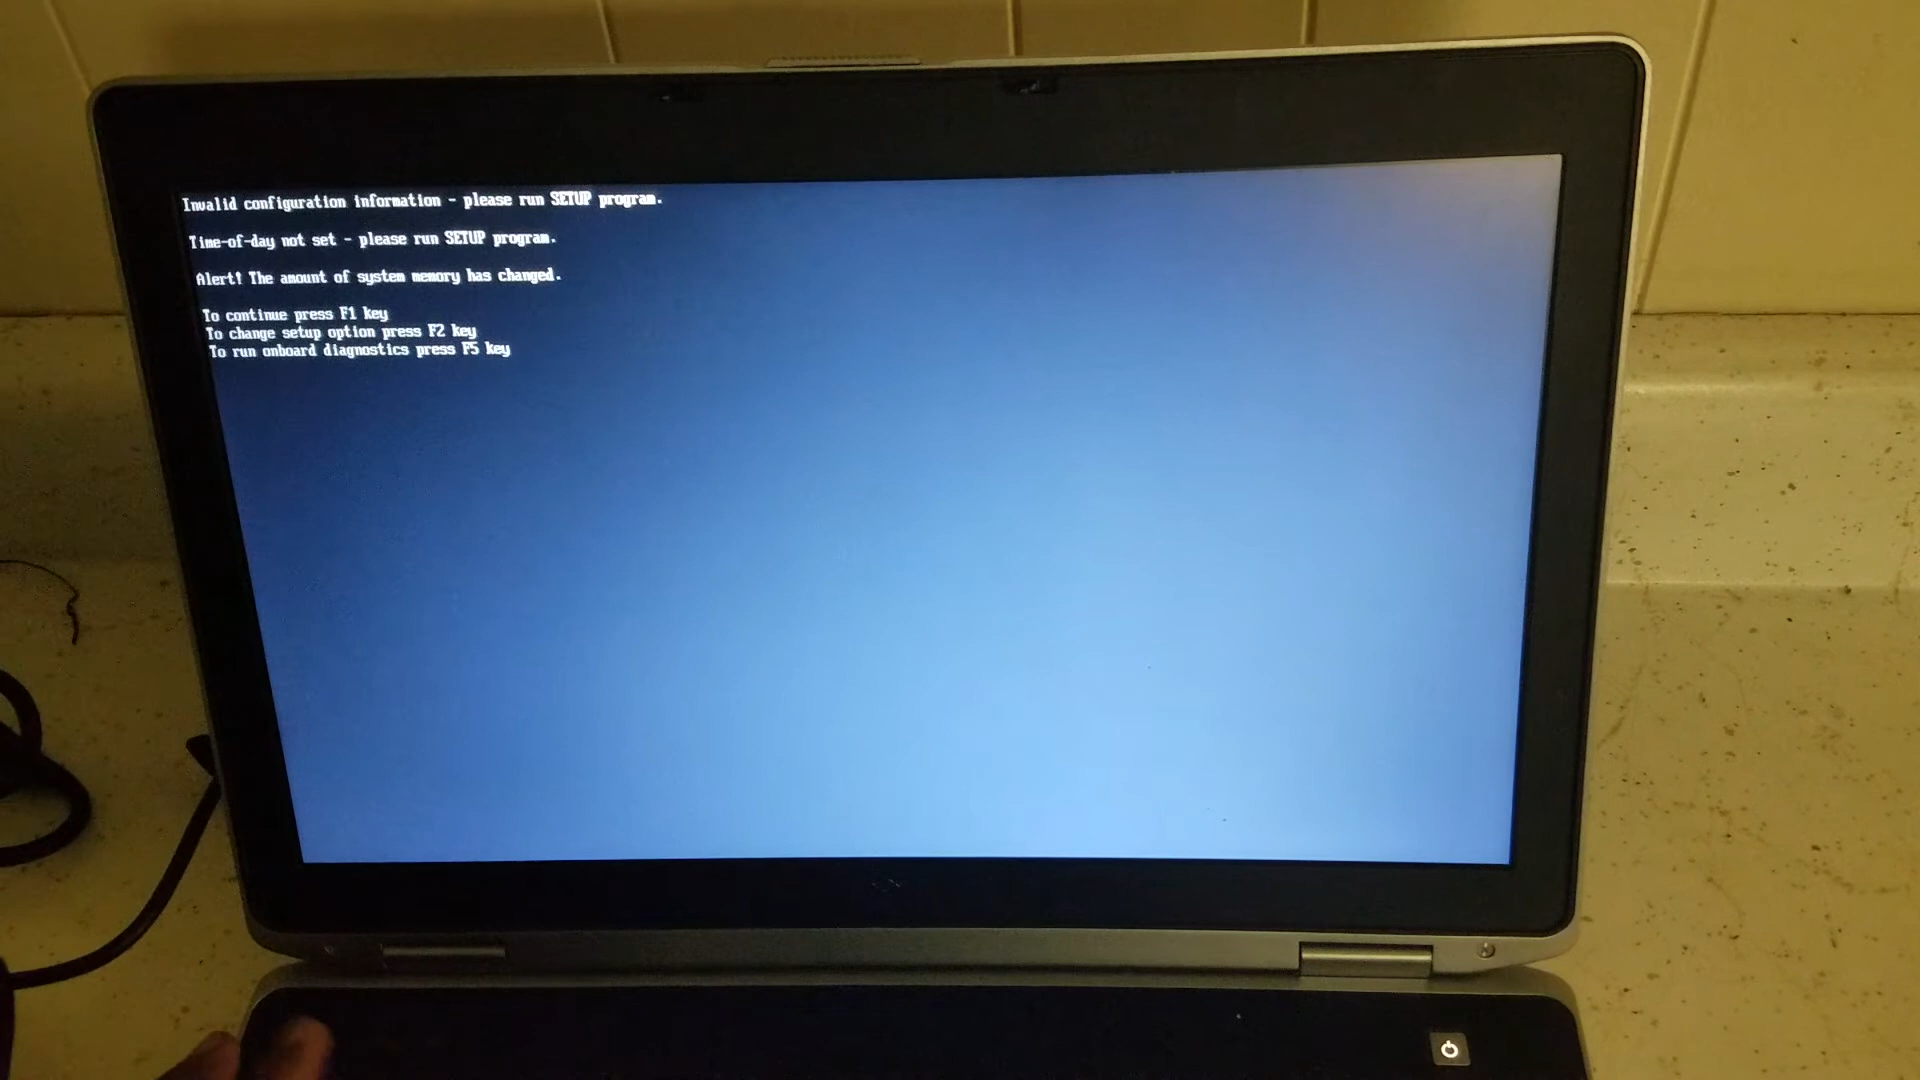 Invalid configuration information - please run SETUP program.
Time-of-day not set - please run SETUP program.
Alert! The amount of system memory has changed.
To continue press F1 key
To change setup option press F2 key
To run onboard diagnostics press F5 key